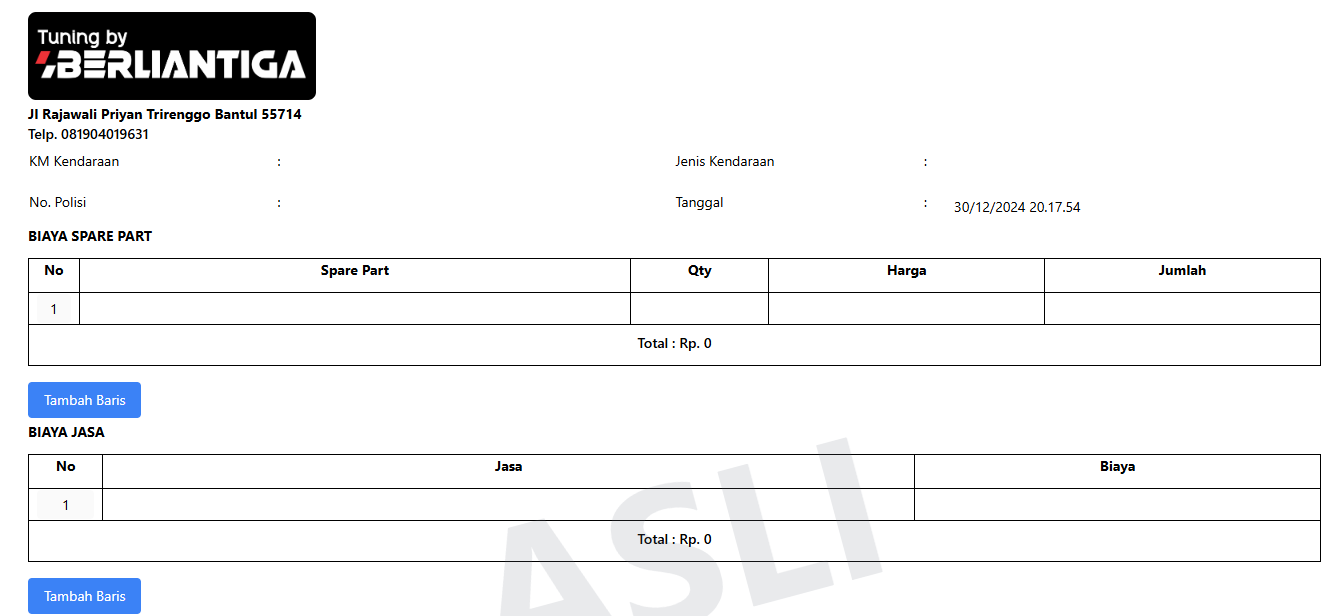 Tuning by
BERLIANTIGA
Jl Rajawali Priyan Trirenggo Bantul 55714
Telp. 081904019631
KM Kendaraan : Jenis Kendaraan :
No. Polisi : Tanggal : 30/12/2024 20.17.54
BIAYA SPARE PART
No Spare Part Qty Harga Jumlah
1
Total : Rp. 0
Tambah Baris
BIAYA JASA
No Jasa Biaya
1
Total : Rp. 0
Tambah Baris
ASLI